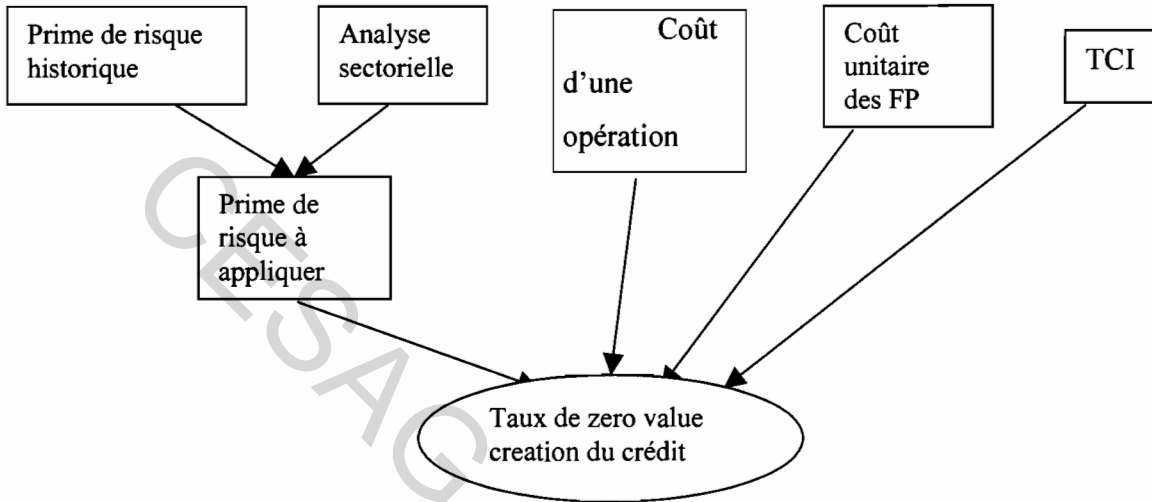 Prime de risque
historique
Analyse
sectorielle
Coût
d'une
opération
Coût
unitaire
des FP
TCI
Prime de
risque à
appliquer
CESAG
Taux de zero value
creation du crédit